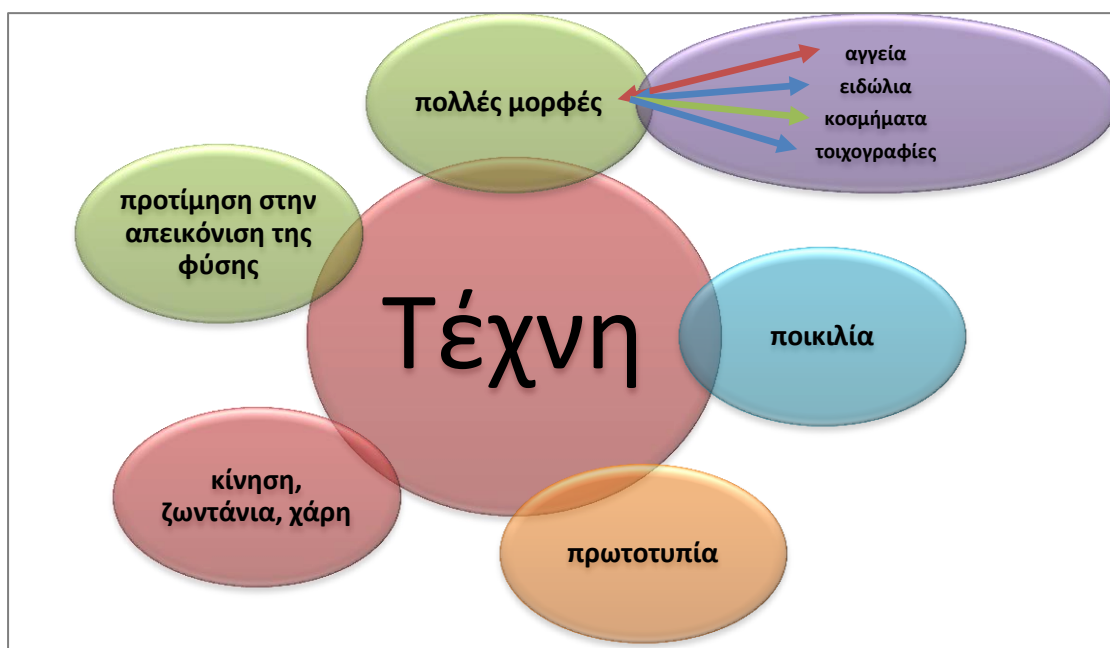 πολλές μορφές
αγγεία
ειδώλια
κοσμήματα
τοιχογραφίες
προτίμηση στην
απεικόνιση της
φύσης
Τέχνη
ποικιλία
κίνηση,
ζωντάνια, χάρη
πρωτοτυπία